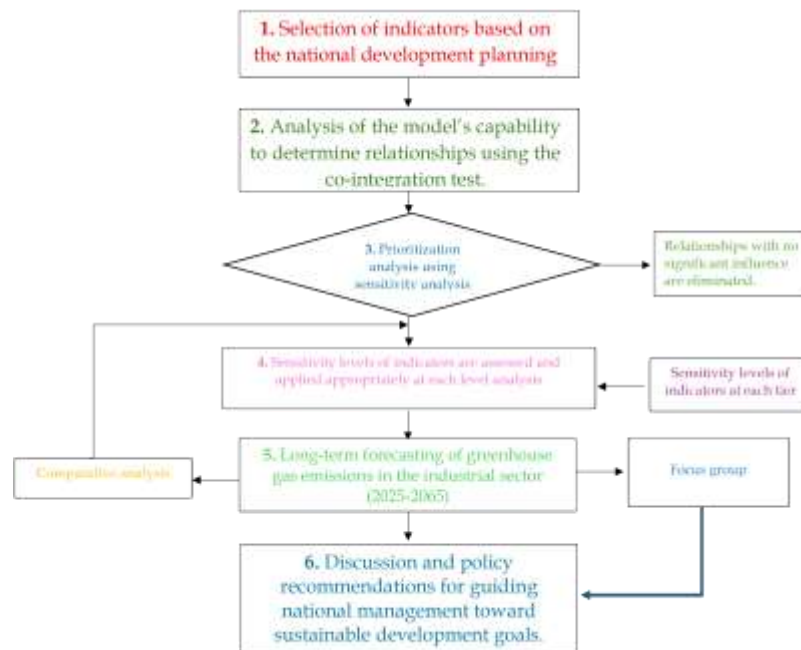 1. Selection of indicators based on
the national development planning
2. Analysis of the model's capability
to determine relationships using the
co-integration test.
3. Prioritization
analysis using
sensitivity analysis
Relationships with no
significant influence
are eliminated.
4. Sensitivity levels of indicators are assessed and
applied appropriately at each level analysis
Sensitivity levels of
indicators at each tier
5. Long-term forecasting of greenhouse
gas emissions in the industrial sector
(2025-2065)
Comparative analysis
Focus group
6. Discussion and policy
recommendations for guiding
national management toward
sustainable development goals.